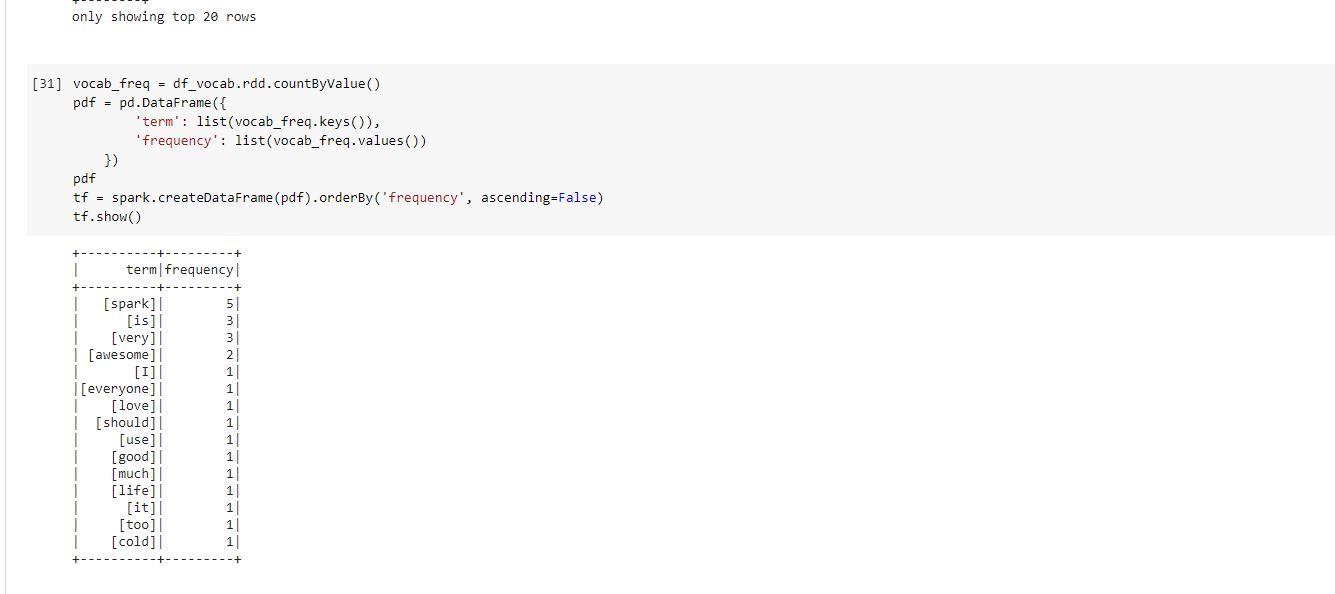 only showing top 20 rows
[31] vocab_freq = df_vocab.rdd.countByValue()
pdf = pd.DataFrame({
        'term': list(vocab_freq.keys()),
        'frequency': list(vocab_freq.values())
    })
pdf
tf = spark.createDataFrame(pdf).orderBy('frequency', ascending=False)
tf.show()
+----------+---------+
|      term|frequency|
+----------+---------+
|   [spark]|        5|
|      [is]|        3|
|    [very]|        3|
| [awesome]|        2|
|       [I]|        1|
|[everyone]|        1|
|    [love]|        1|
|  [should]|        1|
|     [use]|        1|
|    [good]|        1|
|    [much]|        1|
|    [life]|        1|
|      [it]|        1|
|     [too]|        1|
|    [cold]|        1|
+----------+---------+